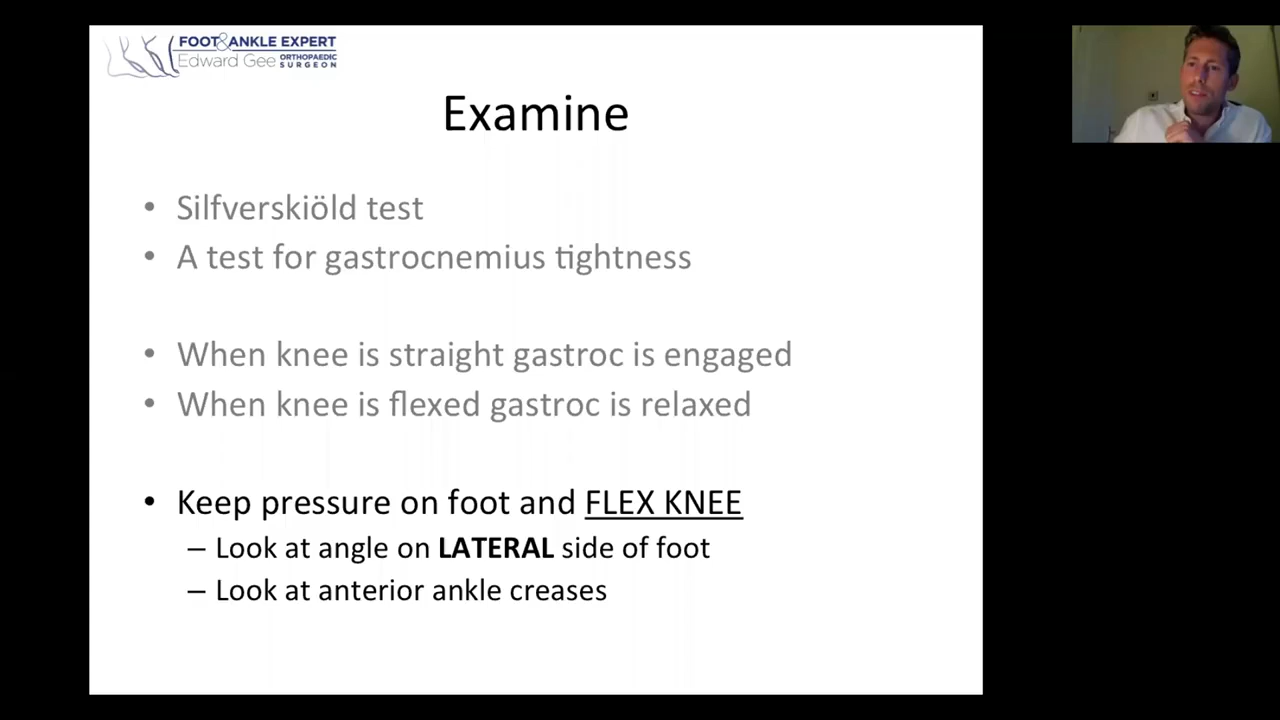 FOOT&ANKLE EXPERT
Edward Gee ORTHOPAEDIC SURGEON
Examine
• Silfverskiöld test
• A test for gastrocnemius tightness
• When knee is straight gastroc is engaged
• When knee is flexed gastroc is relaxed
• Keep pressure on foot and FLEX KNEE
– Look at angle on LATERAL side of foot
– Look at anterior ankle creases